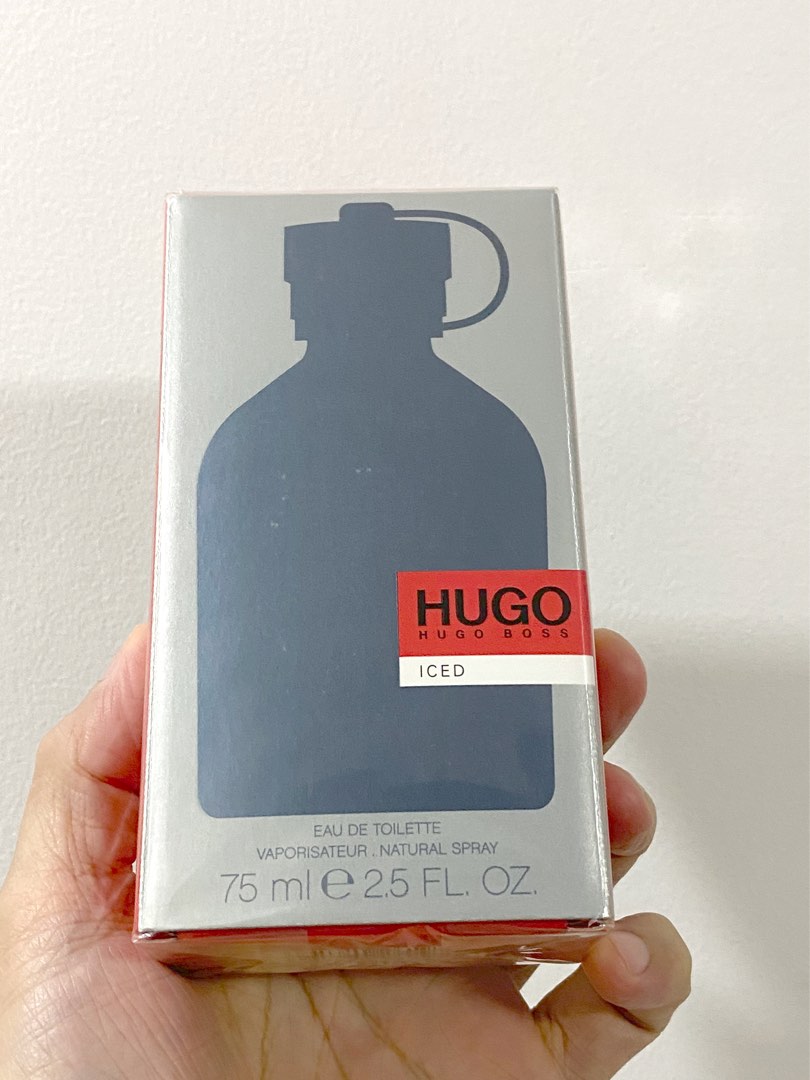 HUGO
HUGO BOSS
ICED
EAU DE TOILETTE
VAPORISATEUR . NATURAL SPRAY
75 ml ℮ 2.5 FL. OZ.